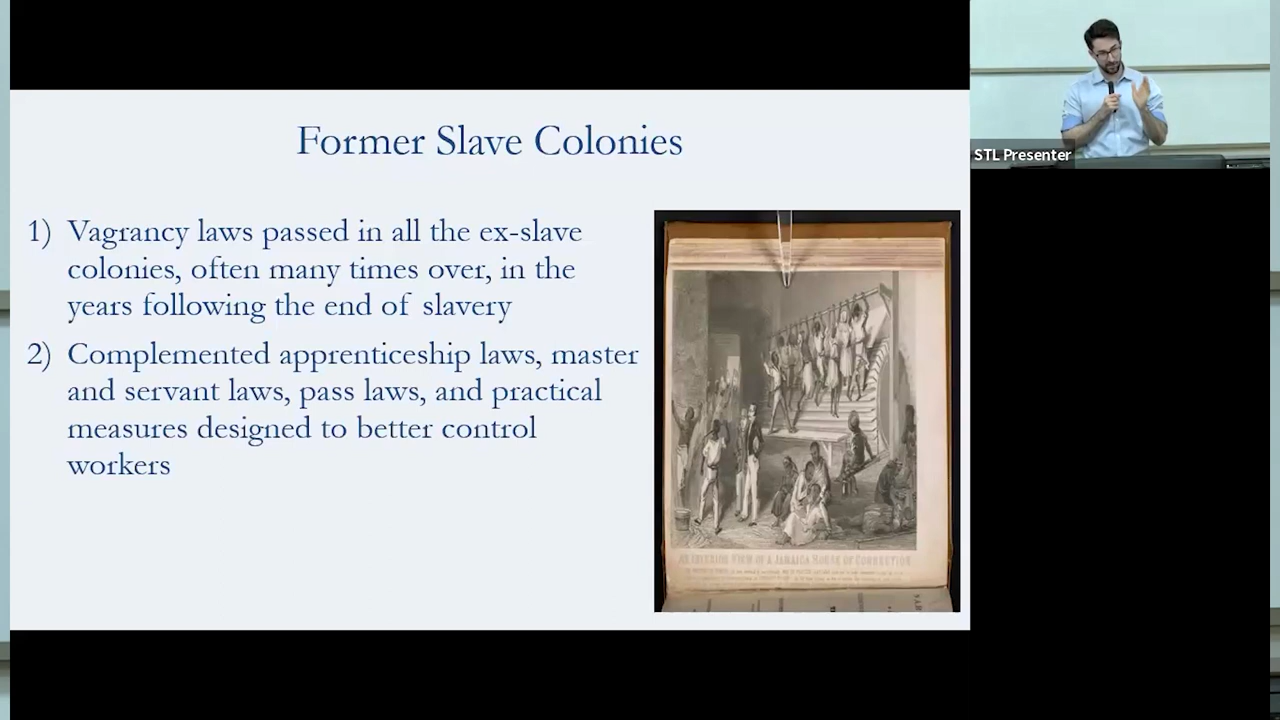 Former Slave Colonies
1) Vagrancy laws passed in all the ex-slave
colonies, often many times over, in the
years following the end of slavery
2) Complemented apprenticeship laws, master
and servant laws, pass laws, and practical
measures designed to better control
workers
AN INTERIOR VIEW OF A JAMAICA HOUSE OF CORRECTION
STL Presenter